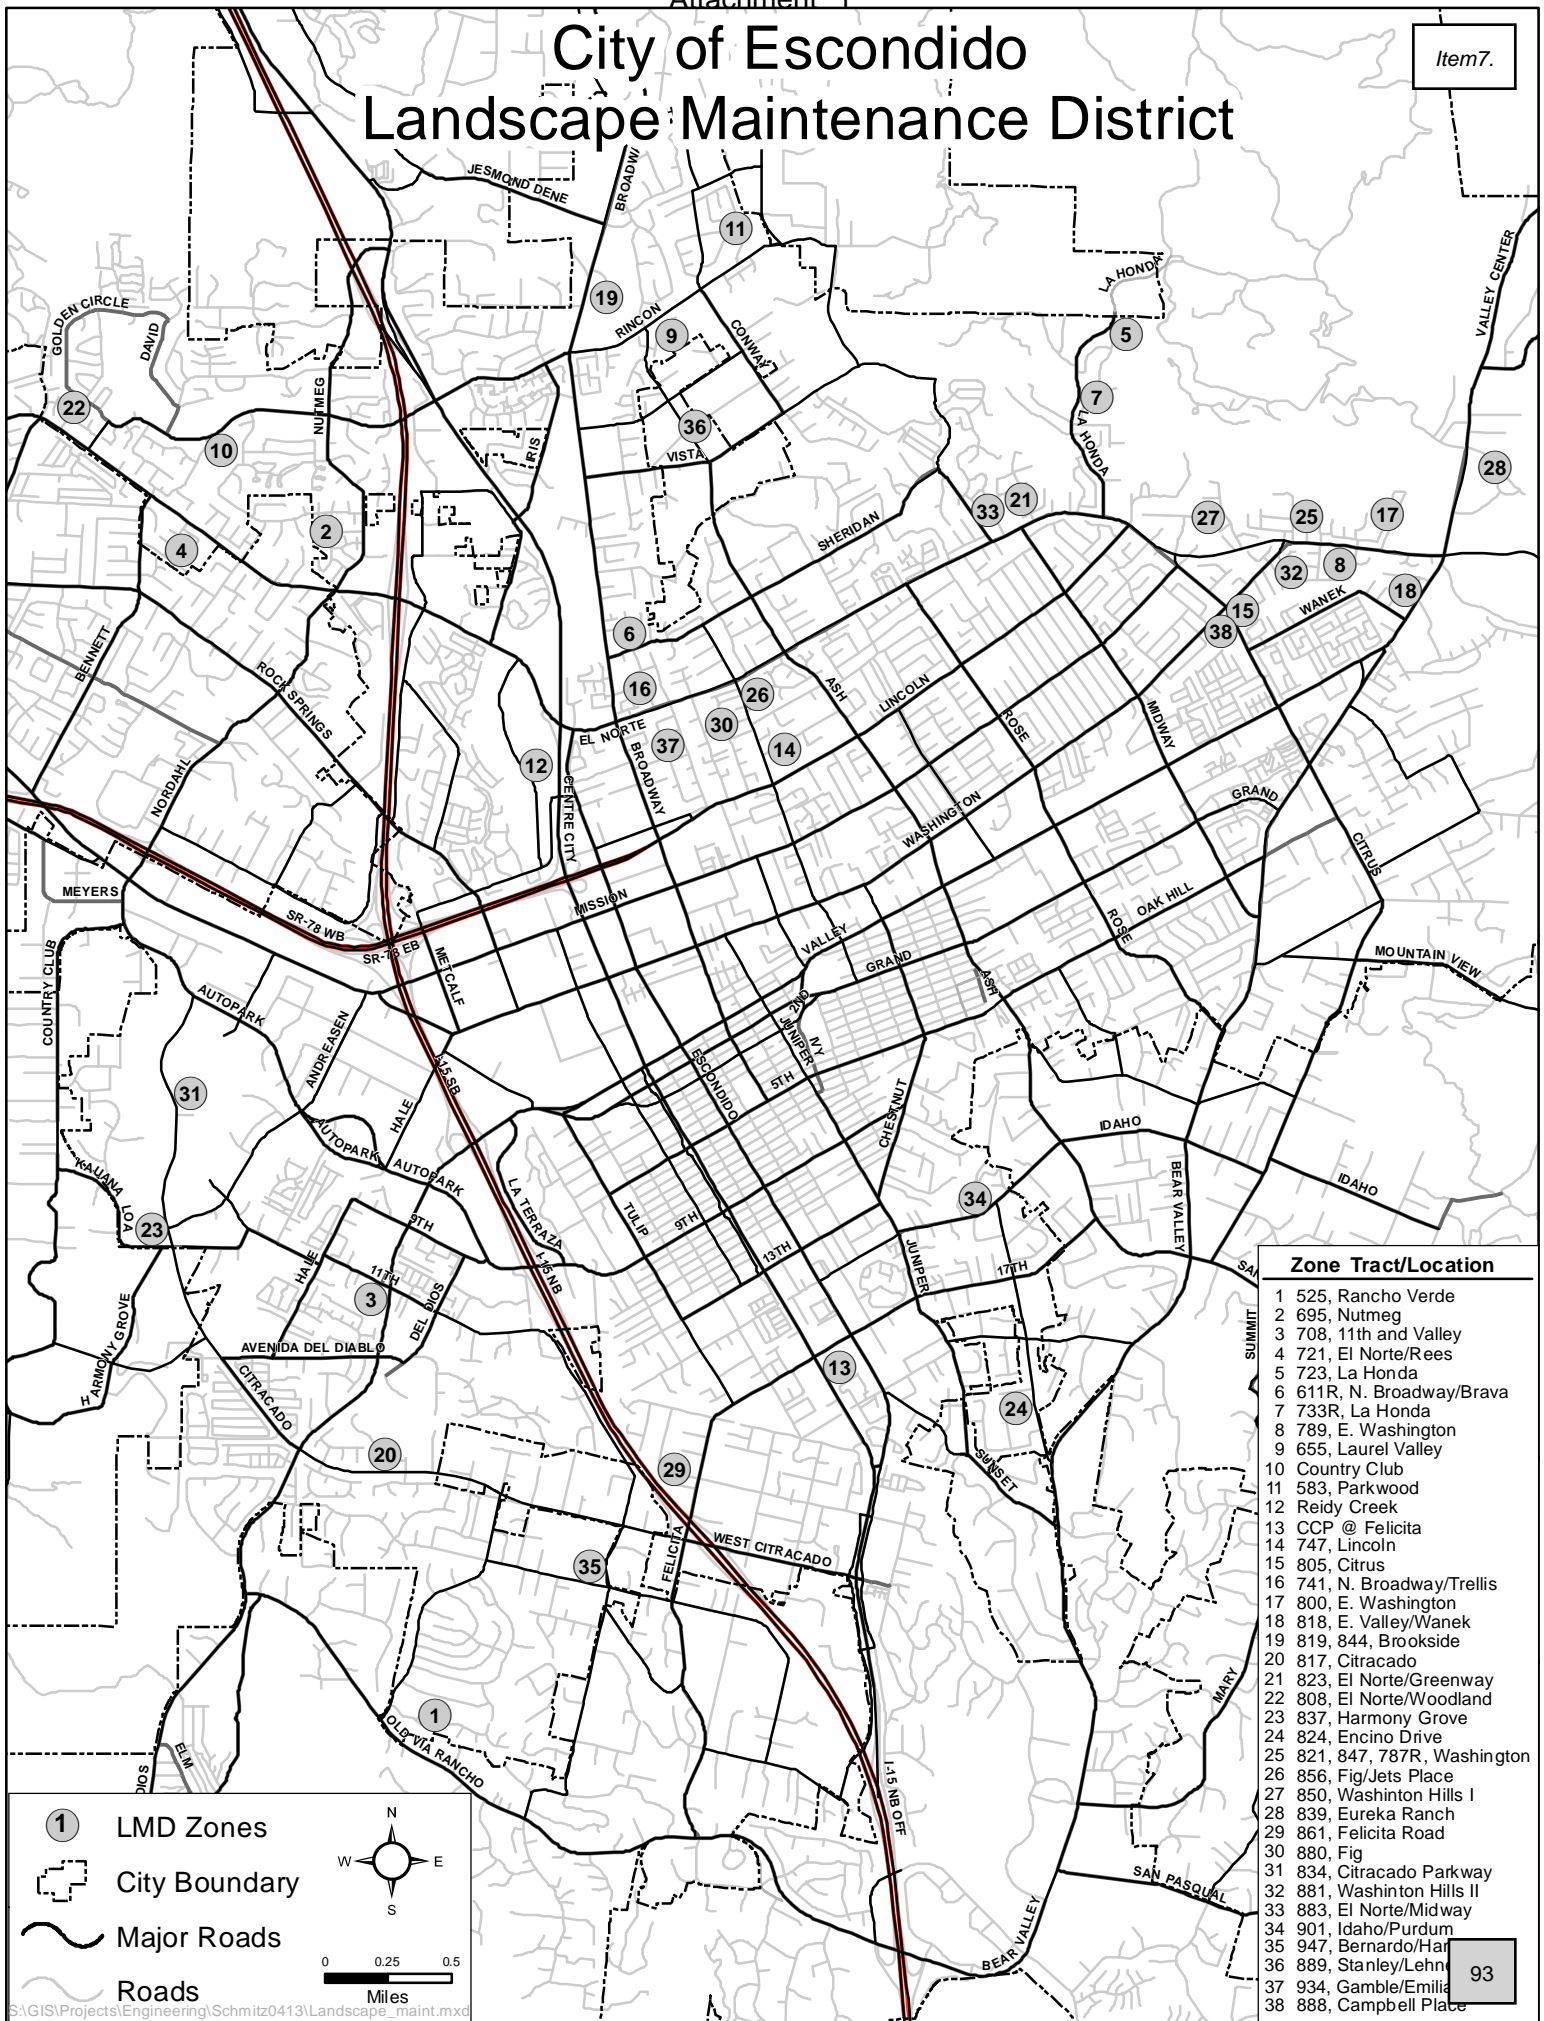 Attachment 1
City of Escondido
Landscape Maintenance District
Item7.
JESMOND DENE
BROADWA
11
VALLEY CENTER
LA HONDA
19
GOLDEN CIRCLE
DAVID
RINCON
9
CONWAY
5
NUTMEG
22
7
10
36
IRIS
VISTA
LA HONDA
28
2
4
SHERIDAN
33
21
27
25
17
32
8
18
WANEK
15
38
6
BENNETT
ROCK SPRINGS
16
26
ASH
LINCOLN
ROSE
MIDWAY
30
EL NORTE
37
14
BROADWAY
12
NORDAHL
CENTRE CITY
WASHINGTON
GRAND
CITRUS
MEYERS
MISSION
OAK HILL
ROSE
SR-78 WB
SR-78 EB
METCALF
VALLEY
GRAND
MOUNTAIN VIEW
COUNTRY CLUB
AUTOPARK
ASH
2ND
JUNIPER
IVY
ANDREASEN
I-15 SB
ESCONDIDO
5TH
31
HALE
CHESTNUT
AUTOPARK
AUTOPARK
IDAHO
KAUANA LOA
BEAR VALLEY
IDAHO
LA TERRAZA
34
23
TULIP
9TH
9TH
13TH
HALE
11TH
I-15 NB
JUNIPER
17TH
SAN
3
DEL DIOS
HARMONY GROVE
AVENIDA DEL DIABLO
SUMMIT
CITRACADO
13
24
20
29
SUNSET
WEST CITRACADO
35
FELICITA
MARY
1
OLD VIA RANCHO
ELM
DIOS
I-15 NB OFF
SAN PASQUAL
BEAR VALLEY
Zone Tract/Location
1 525, Rancho Verde
2 695, Nutmeg
3 708, 11th and Valley
4 721, El Norte/Rees
5 723, La Honda
6 611R, N. Broadway/Brava
7 733R, La Honda
8 789, E. Washington
9 655, Laurel Valley
10 Country Club
11 583, Parkwood
12 Reidy Creek
13 CCP @ Felicita
14 747, Lincoln
15 805, Citrus
16 741, N. Broadway/Trellis
17 800, E. Washington
18 818, E. Valley/Wanek
19 819, 844, Brookside
20 817, Citracado
21 823, El Norte/Greenway
22 808, El Norte/Woodland
23 837, Harmony Grove
24 824, Encino Drive
25 821, 847, 787R, Washington
26 856, Fig/Jets Place
27 850, Washinton Hills I
28 839, Eureka Ranch
29 861, Felicita Road
30 880, Fig
31 834, Citracado Parkway
32 881, Washinton Hills II
33 883, El Norte/Midway
34 901, Idaho/Purdum
35 947, Bernardo/Har
36 889, Stanley/Lehn
37 934, Gamble/Emilia
38 888, Campbell Place
93
1 LMD Zones
City Boundary
Major Roads
Roads
N
W E
S
0 0.25 0.5
Miles
S:\GIS\Projects\Engineering\Schmitz0413\Landscape_maint.mxd